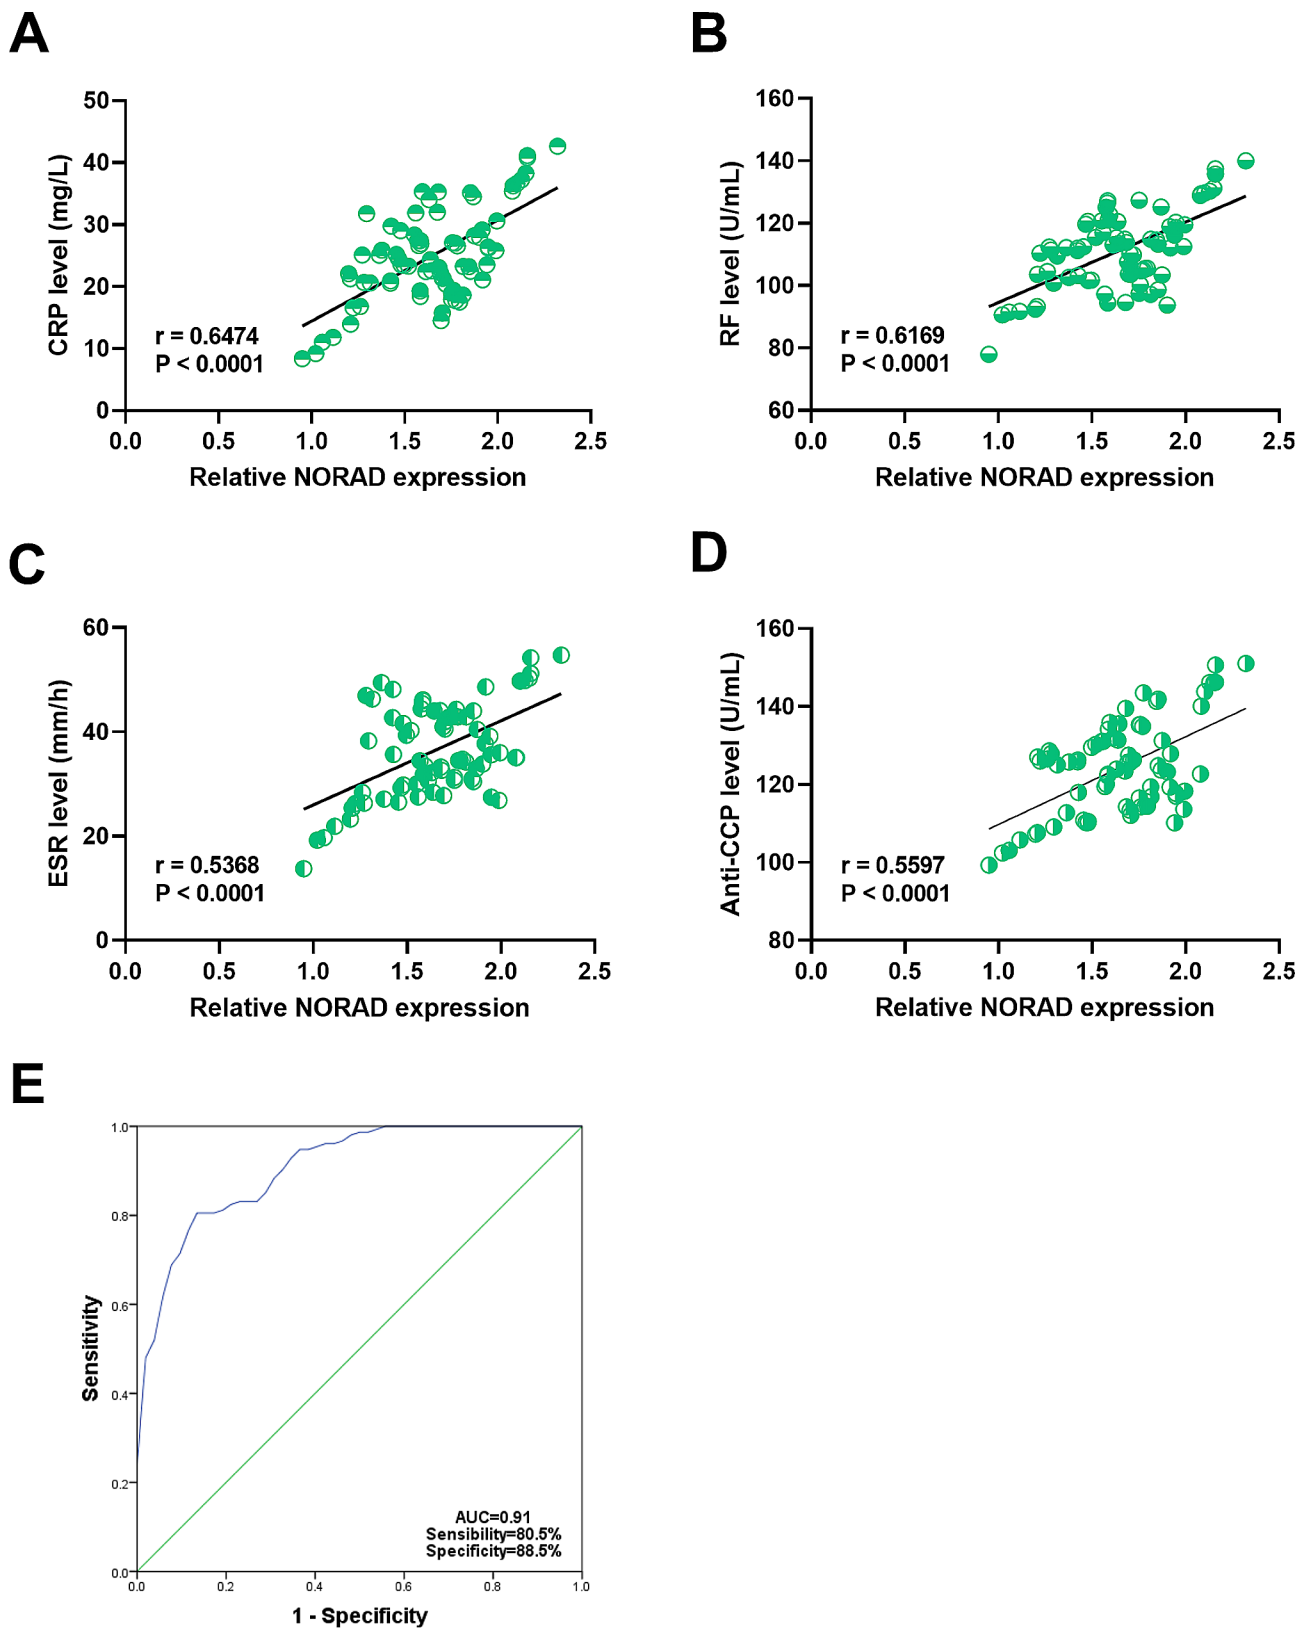 A
50
40
30
20
10
0
CRP level (mg/L)
r = 0.6474
P < 0.0001
0.0 0.5 1.0 1.5 2.0 2.5
Relative NORAD expression
B
160
140
120
100
80
60
RF level (U/mL)
r = 0.6169
P < 0.0001
0.0 0.5 1.0 1.5 2.0 2.5
Relative NORAD expression
C
60
40
20
0
ESR level (mm/h)
r = 0.5368
P < 0.0001
0.0 0.5 1.0 1.5 2.0 2.5
Relative NORAD expression
D
160
140
120
100
80
Anti-CCP level (U/mL)
r = 0.5597
P < 0.0001
0.0 0.5 1.0 1.5 2.0 2.5
Relative NORAD expression
E
1.0
0.8
0.6
0.4
0.2
0.0
Sensitivity
AUC=0.91
Sensibility=80.5%
Specificity=88.5%
0.0 0.2 0.4 0.6 0.8 1.0
1 - Specificity